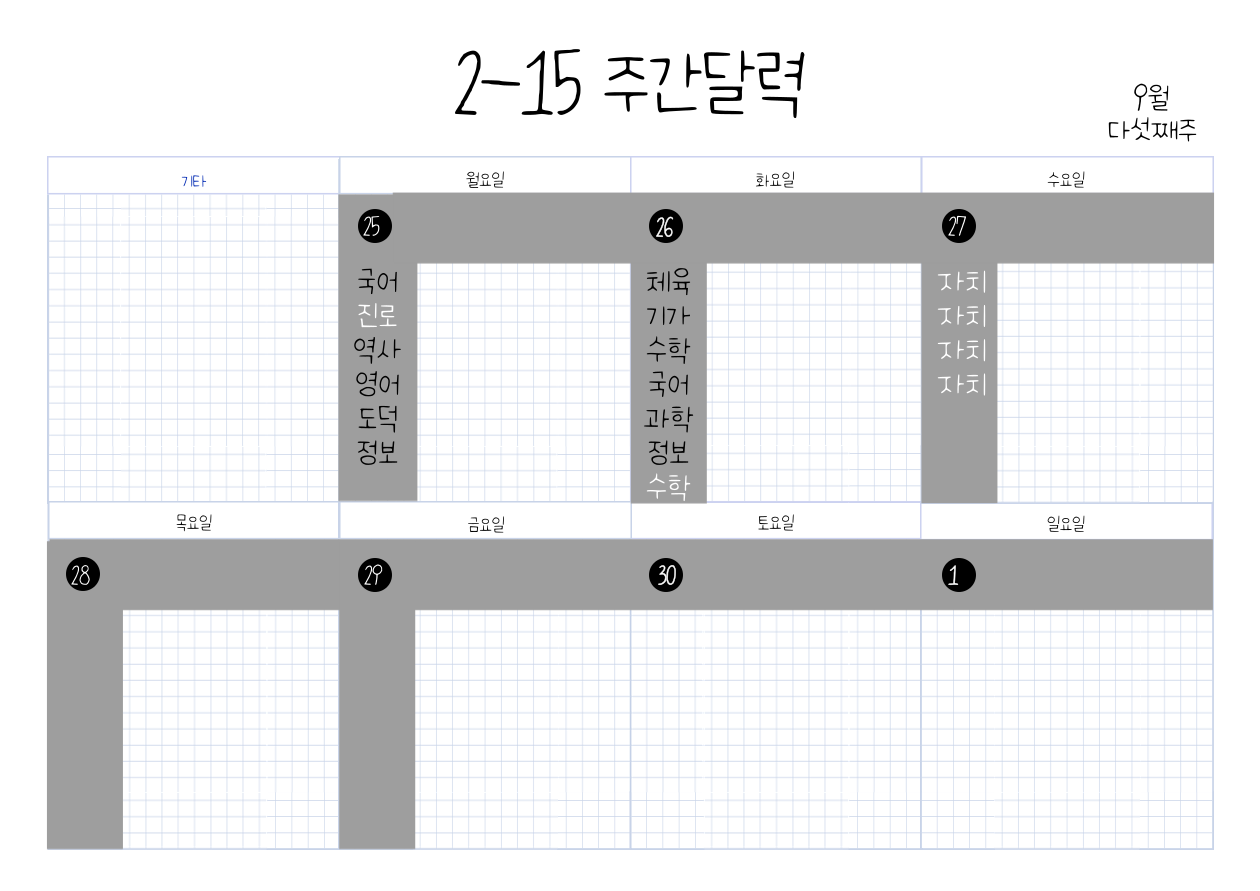 2-15 주간달력
9월
다섯째주
기타
월요일
화요일
수요일
25
국어
진로
역사
영어
도덕
정보
26
체육
기가
수학
국어
과학
정보
수학
27
자치
자치
자치
자치
목요일
금요일
토요일
일요일
28
29
30
1